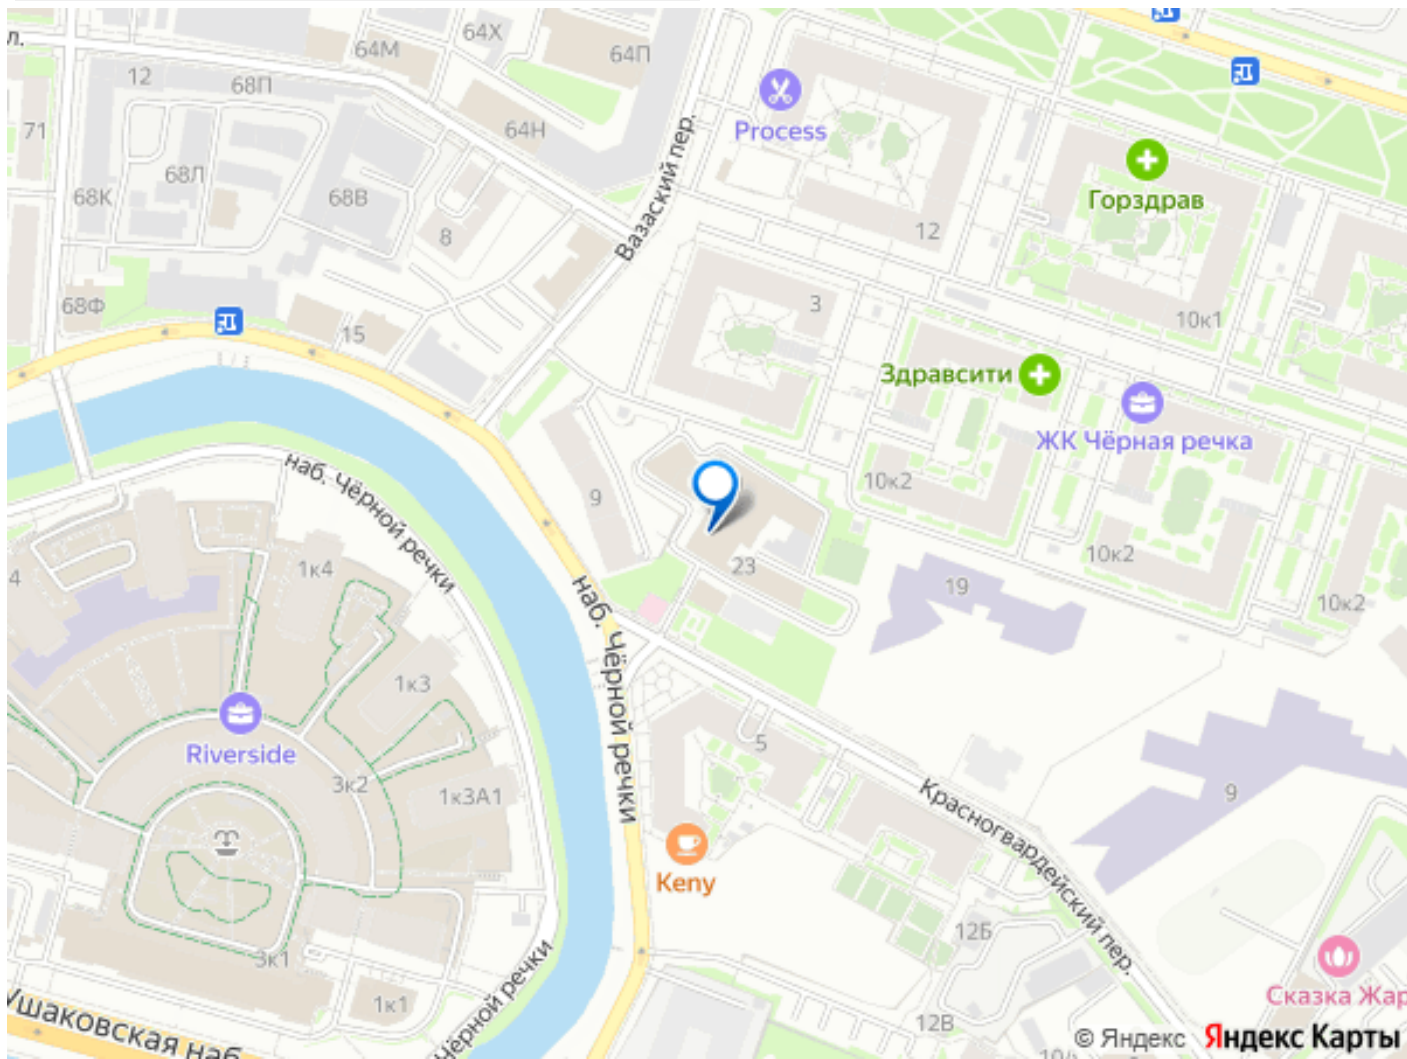 л.
64М
64Х
64П
12
68П
64Н
71
68Л
68К
68В
8
Вазаский пер.
Process
Горздрав
12
68Ф
15
3
10к1
Здравсити
ЖК Чёрная речка
наб. Чёрной речки
9
10к2
10к2
23
19
10к2
4
1к4
наб. Чёрной речки
1к3
Riverside
5
3к2
1к3А1
Красногвардейский пер.
9
Keny
12Б
3к1
1к1
Чёрной речки
Ушаковская наб
12В
Сказка Жар
© Яндекс Яндекс Карты